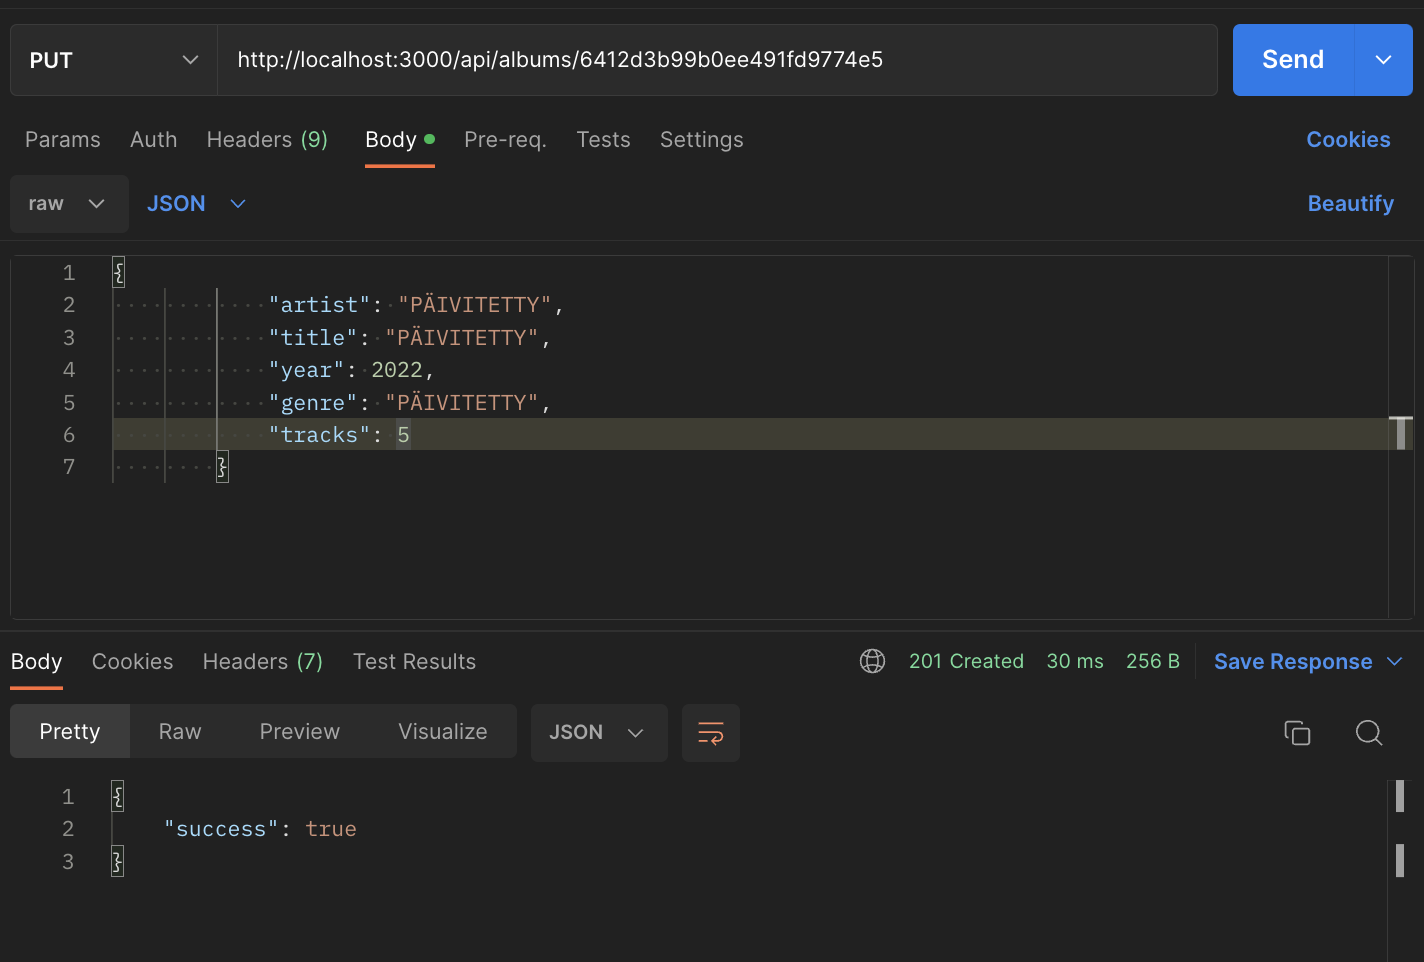 PUT http://localhost:3000/api/albums/6412d3b99b0ee491fd9774e5 Send
Params Auth Headers (9) Body Pre-req. Tests Settings Cookies
raw JSON Beautify
1 {
2 "artist": "PÄIVITETTY",
3 "title": "PÄIVITETTY",
4 "year": 2022,
5 "genre": "PÄIVITETTY",
6 "tracks": 5
7 }
Body Cookies Headers (7) Test Results 201 Created 30 ms 256 B Save Response
Pretty Raw Preview Visualize JSON
1 {
2 "success": true
3 }